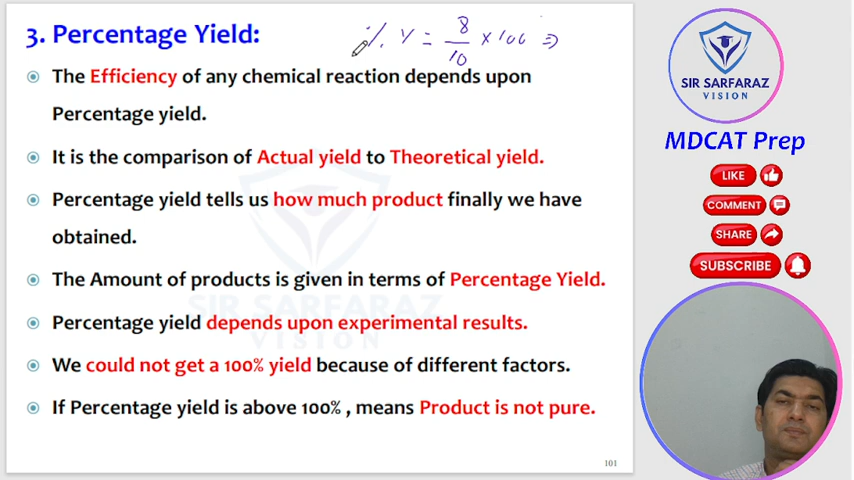 3. Percentage Yield:
% Y = 8/10 × 100 ⇒
The Efficiency of any chemical reaction depends upon
Percentage yield.
It is the comparison of Actual yield to Theoretical yield.
Percentage yield tells us how much product finally we have
obtained.
The Amount of products is given in terms of Percentage Yield.
Percentage yield depends upon experimental results.
We could not get a 100% yield because of different factors.
If Percentage yield is above 100% , means Product is not pure.
101
SIR SARFARAZ
VISION
SIR SARFARAZ
VISION
MDCAT Prep
LIKE
COMMENT
SHARE
SUBSCRIBE